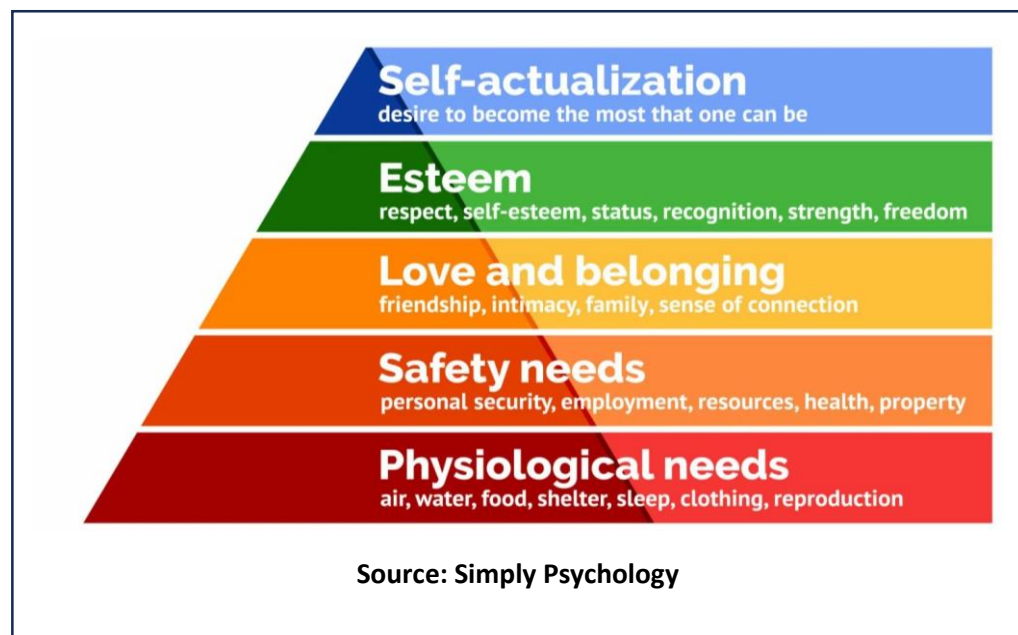 Self-actualization
desire to become the most that one can be
Esteem
respect, self-esteem, status, recognition, strength, freedom
Love and belonging
friendship, intimacy, family, sense of connection
Safety needs
personal security, employment, resources, health, property
Physiological needs
air, water, food, shelter, sleep, clothing, reproduction
Source: Simply Psychology